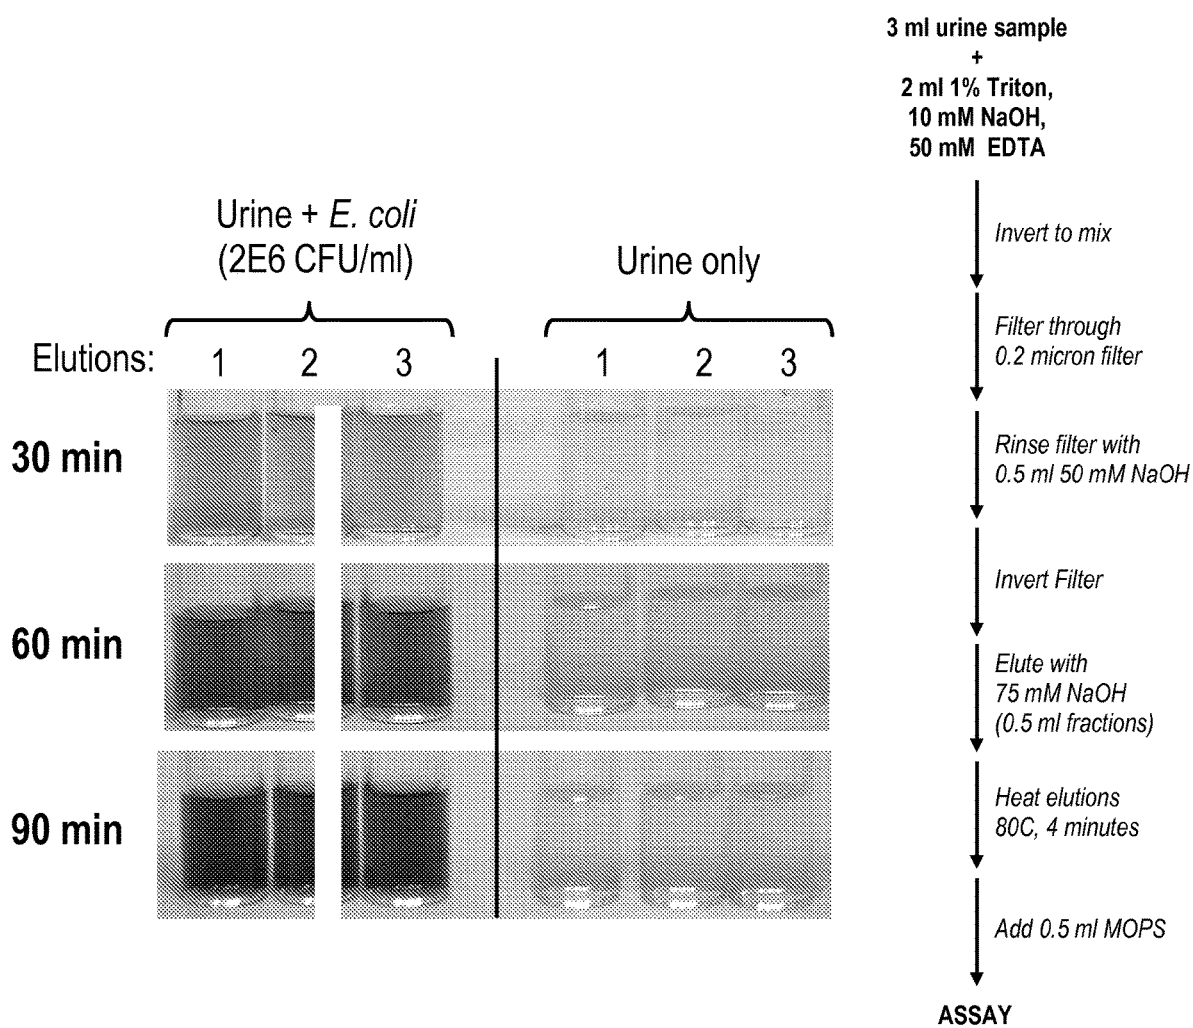 3 ml urine sample
+
2 ml 1% Triton,
10 mM NaOH,
50 mM EDTA
Invert to mix
Filter through
0.2 micron filter
Rinse filter with
0.5 ml 50 mM NaOH
Invert Filter
Elute with
75 mM NaOH
(0.5 ml fractions)
Heat elutions
80C, 4 minutes
Add 0.5 ml MOPS
ASSAY
Urine + E. coli
(2E6 CFU/ml)
Urine only
Elutions: 1 2 3 1 2 3
30 min
60 min
90 min